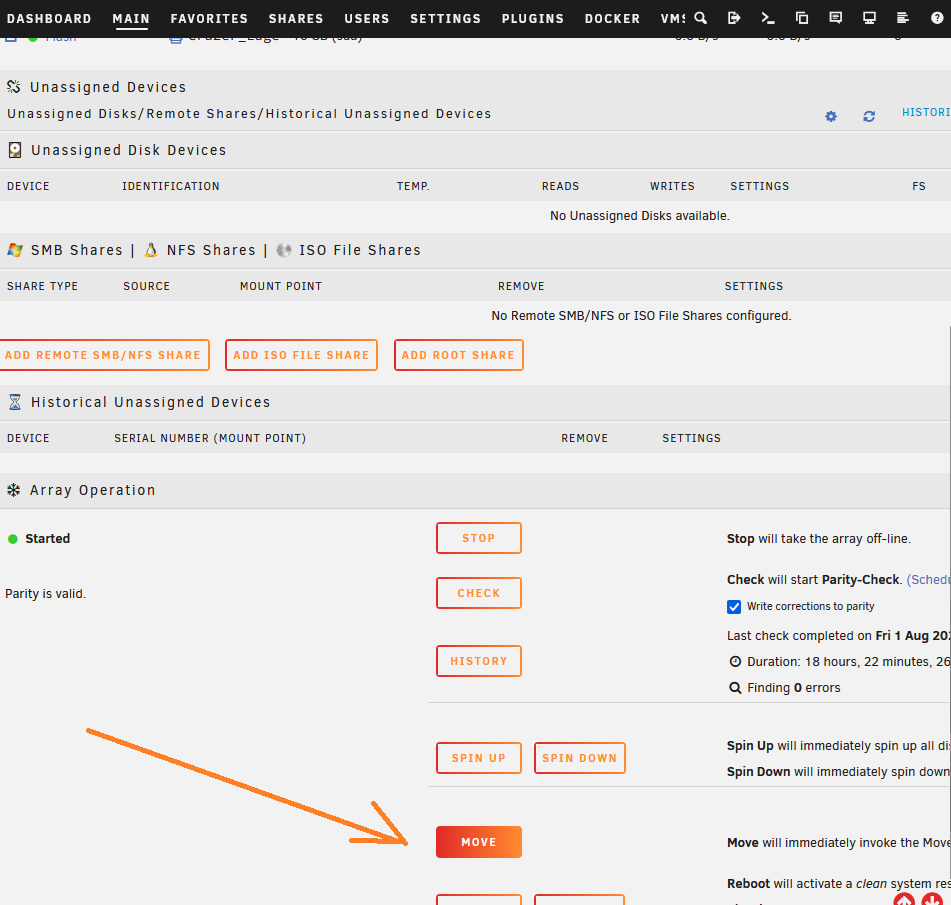 DASHBOARD MAIN FAVORITES SHARES USERS SETTINGS PLUGINS DOCKER VMS
Unassigned Devices
Unassigned Disks/Remote Shares/Historical Unassigned Devices HISTORI
Unassigned Disk Devices
DEVICE IDENTIFICATION TEMP. READS WRITES SETTINGS FS
No Unassigned Disks available.
SMB Shares | NFS Shares | ISO File Shares
SHARE TYPE SOURCE MOUNT POINT REMOVE SETTINGS
No Remote SMB/NFS or ISO File Shares configured.
ADD REMOTE SMB/NFS SHARE ADD ISO FILE SHARE ADD ROOT SHARE
Historical Unassigned Devices
DEVICE SERIAL NUMBER (MOUNT POINT) REMOVE SETTINGS
Array Operation
Started STOP Stop will take the array off-line.
Parity is valid. CHECK Check will start Parity-Check. (Schedu
Write corrections to parity
Last check completed on Fri 1 Aug 202
HISTORY Duration: 18 hours, 22 minutes, 26
Finding 0 errors
SPIN UP SPIN DOWN Spin Up will immediately spin up all di
Spin Down will immediately spin down
MOVE Move will immediately invoke the Move
Reboot will activate a clean system res